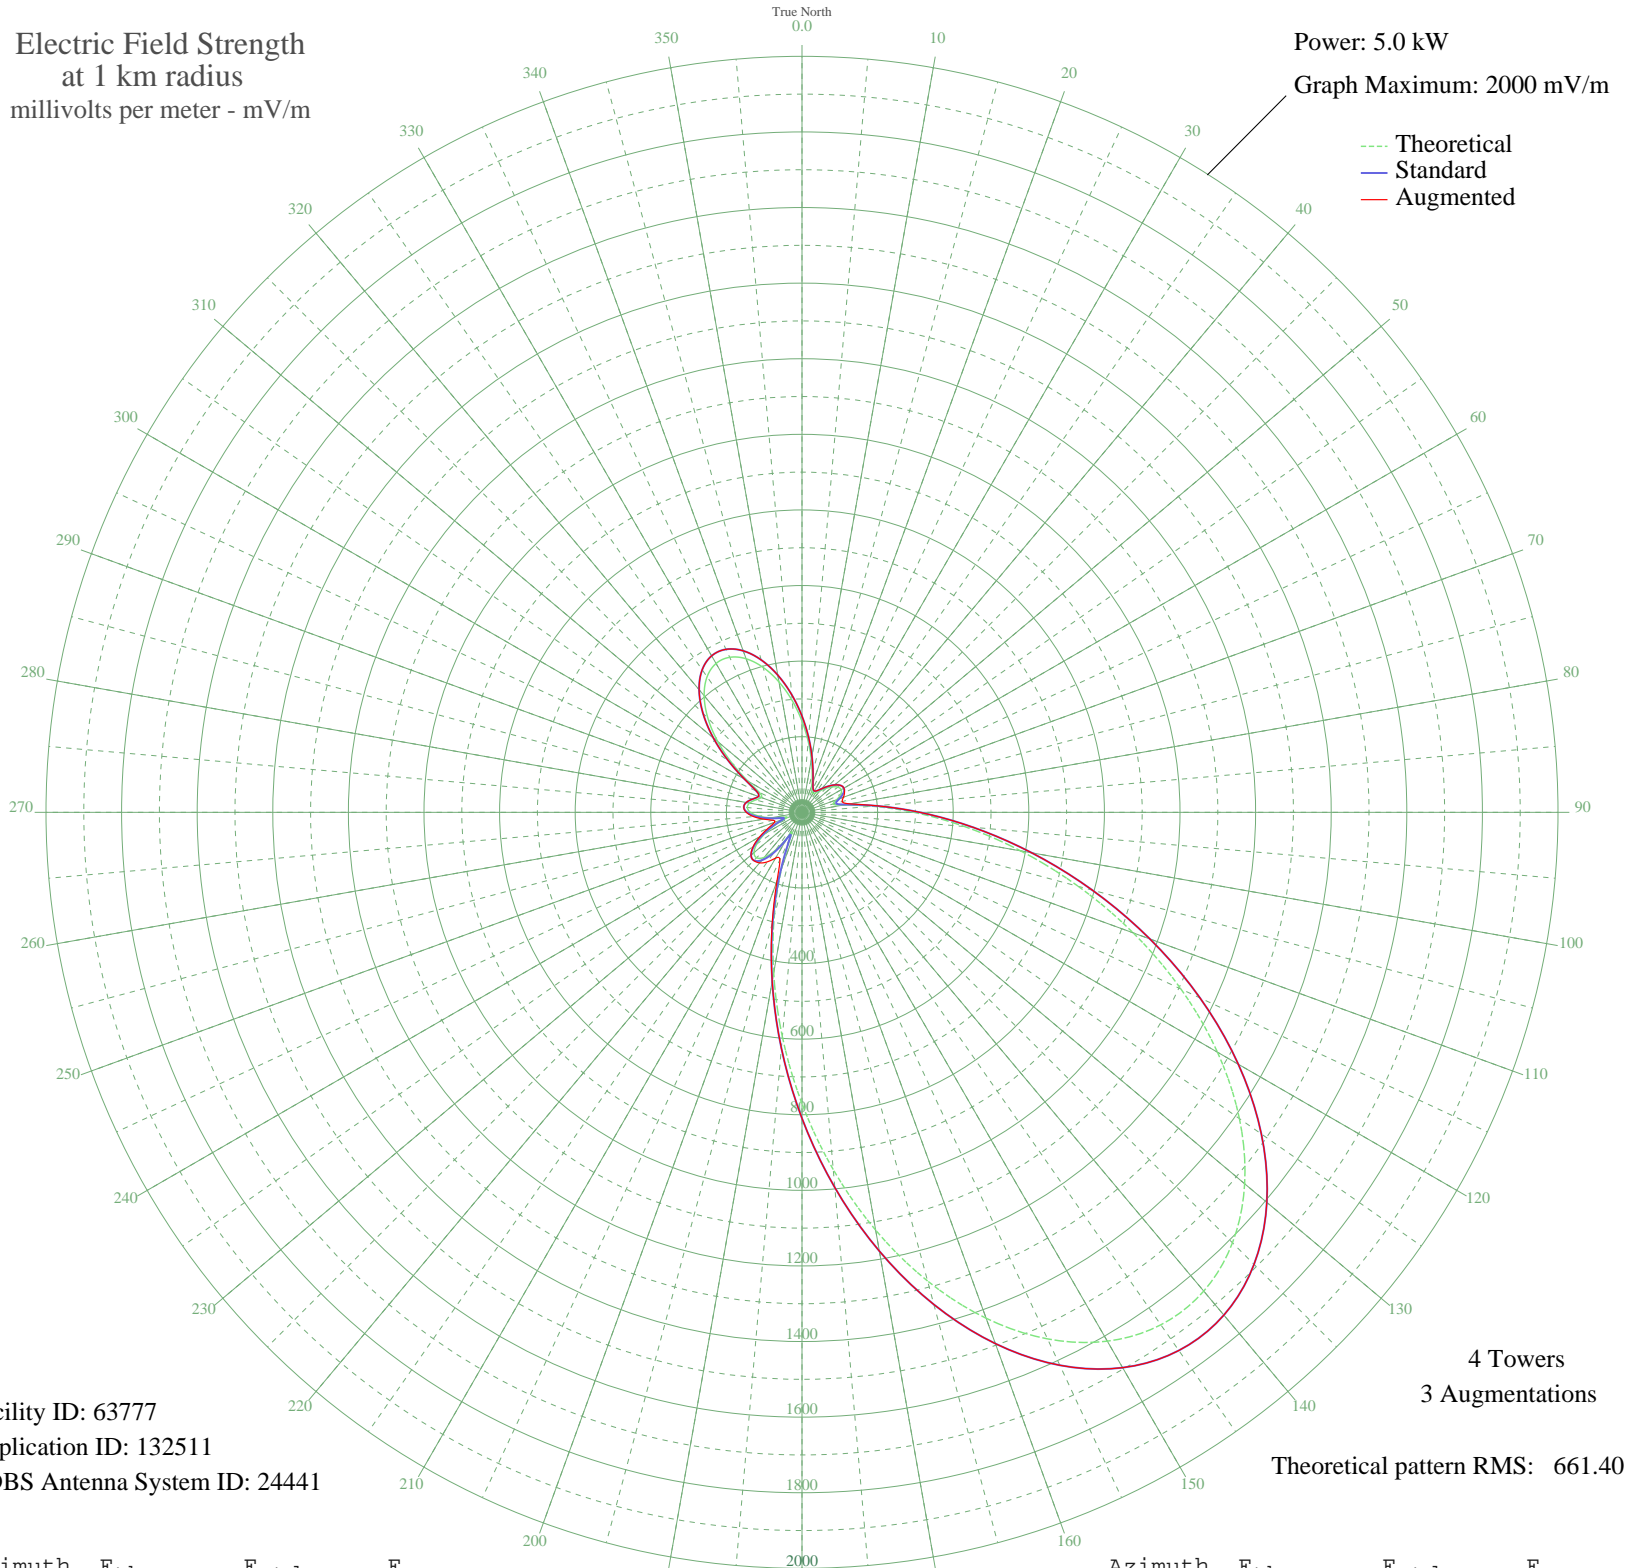 True North
0.0
Electric Field Strength
at 1 km radius
millivolts per meter - mV/m
Power: 5.0 kW
Graph Maximum: 2000 mV/m
Theoretical
Standard
Augmented
10
20
30
40
50
60
70
80
90
100
110
120
130
140
150
160
200
210
220
230
240
250
260
270
280
290
300
310
320
330
340
350
400
600
800
1000
1200
1400
1600
1800
2000
4 Towers
3 Augmentations
Theoretical pattern RMS: 661.40
cility ID: 63777
plication ID: 132511
DBS Antenna System ID: 24441